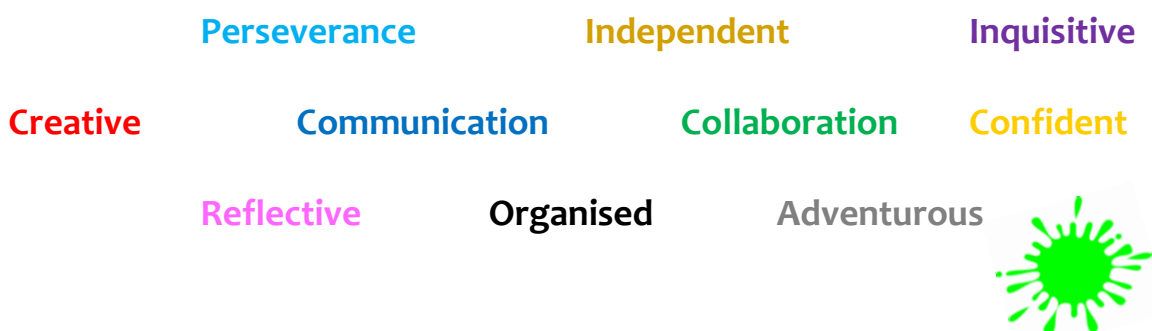 Perseverance Independent Inquisitive
Creative Communication Collaboration Confident
Reflective Organised Adventurous